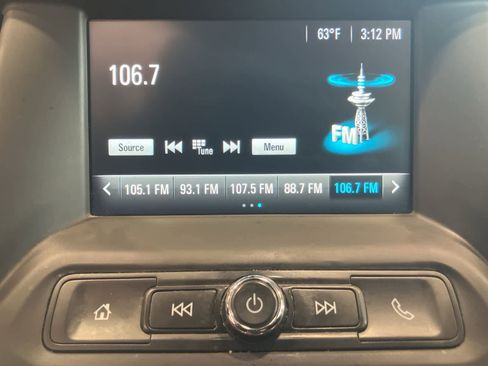 63°F 3:12 PM
106.7
FM
Source Tune Menu
105.1 FM 93.1 FM 107.5 FM 88.7 FM 106.7 FM